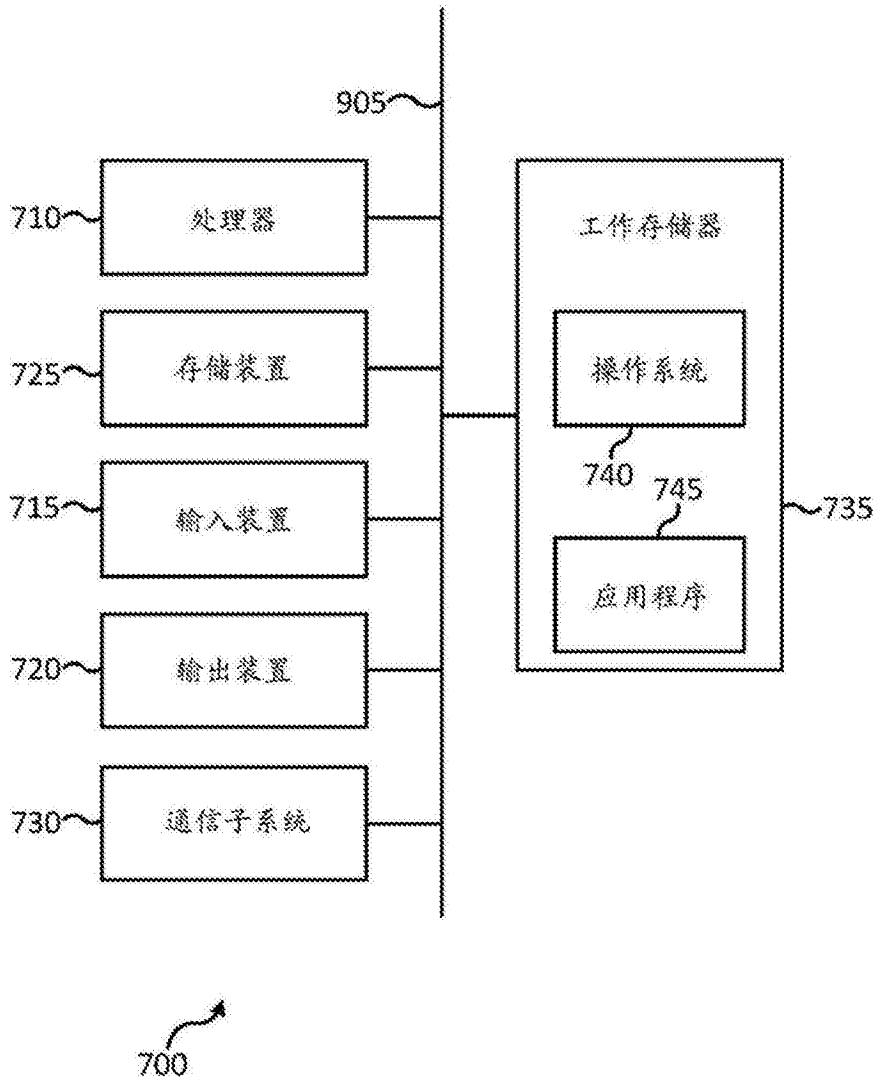 905
710
处理器
工作存储器
725
存储装置
操作系统
740
715
输入装置
745
735
应用程序
720
输出装置
730
通信子系统
700